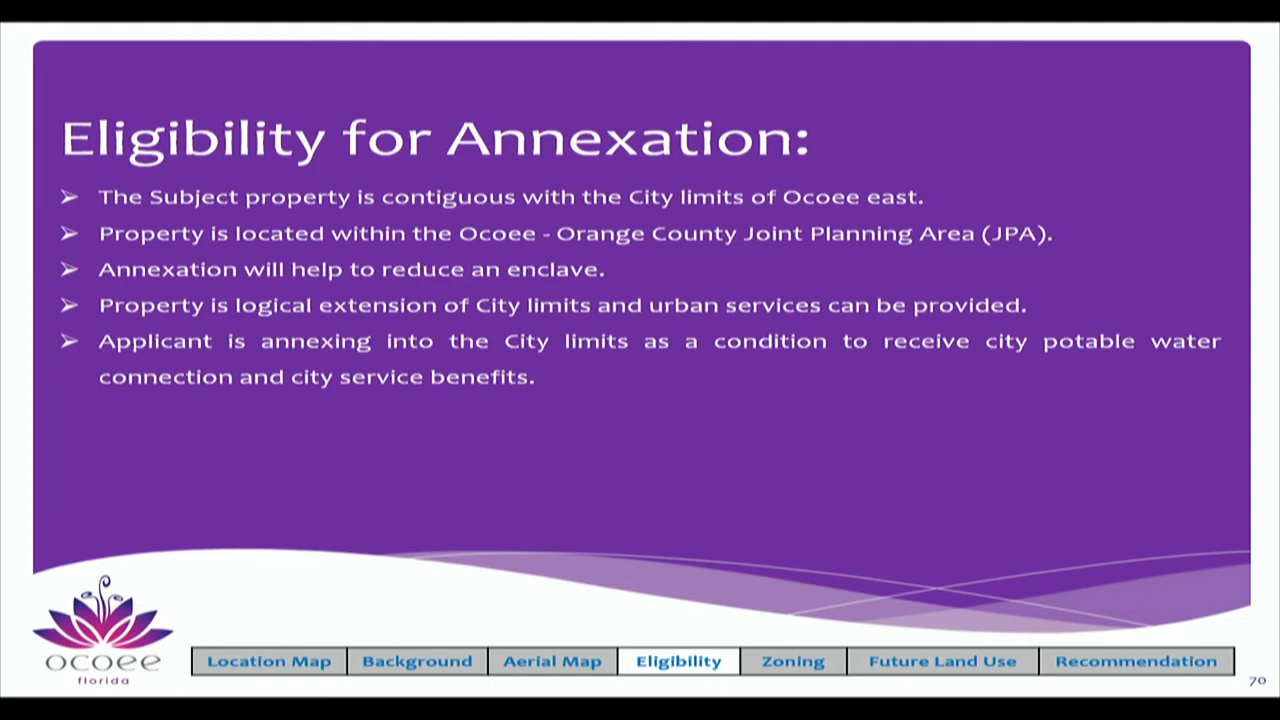 Eligibility for Annexation:
➢ The Subject property is contiguous with the City limits of Ocoee east.
➢ Property is located within the Ocoee - Orange County Joint Planning Area (JPA).
➢ Annexation will help to reduce an enclave.
➢ Property is logical extension of City limits and urban services can be provided.
➢ Applicant is annexing into the City limits as a condition to receive city potable water
connection and city service benefits.
ocoee
florida
Location Map Background Aerial Map Eligibility Zoning Future Land Use Recommendation
70